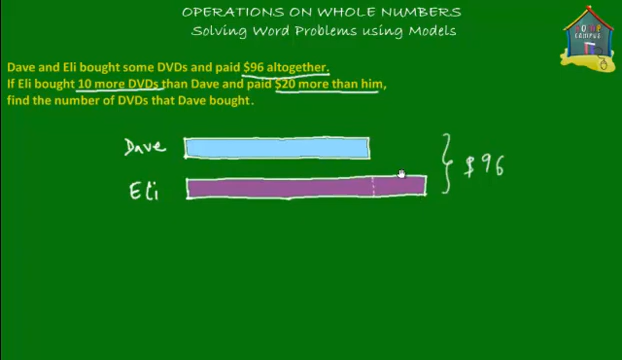 OPERATIONS ON WHOLE NUMBERS
Solving Word Problems using Models
HOME CAMPUS
Dave and Eli bought some DVDs and paid $96 altogether.
If Eli bought 10 more DVDs than Dave and paid $20 more than him,
find the number of DVDs that Dave bought.
Dave
Eli
$96